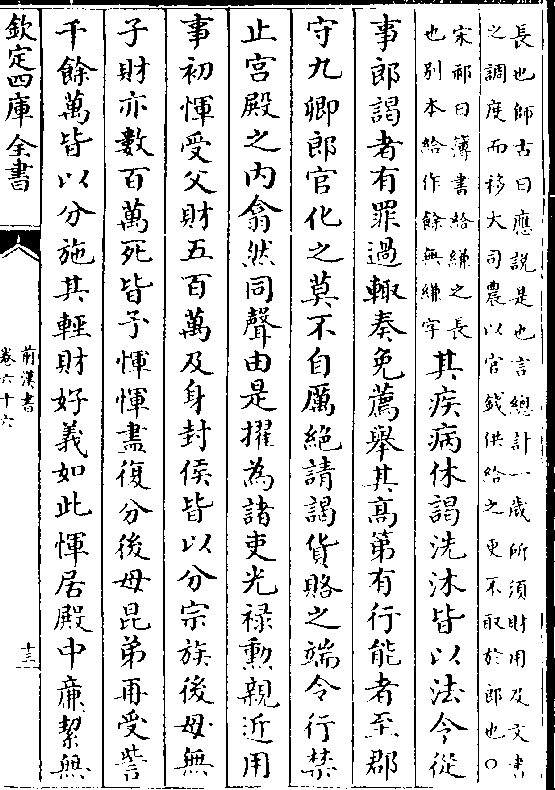 長也師古曰應說是也言總計一歲所須財用及文書
之調度而移大司農以官錢供給之更不取於郎也○
宋祁曰簿書給縑之長
也别本給作餘無縑字
其疾病休謁洗沐皆以法令從
事郎謁者有罪過輙奏免薦舉其髙第有行能者至郡
守九卿郎官化之莫不自厲絶請謁貨賂之端令行禁
止宫殿之内翕然同聲由是擢為諸吏光禄勲親近用
事初惲受父財五百萬及身封侯皆以分宗族後母無
子財亦數百萬死皆予惲惲盡復分後母昆弟再受訾
千餘萬皆以分施其輕財好義如此惲居殿中亷絜無
欽定四庫全書
前漢書
卷六十六
十三